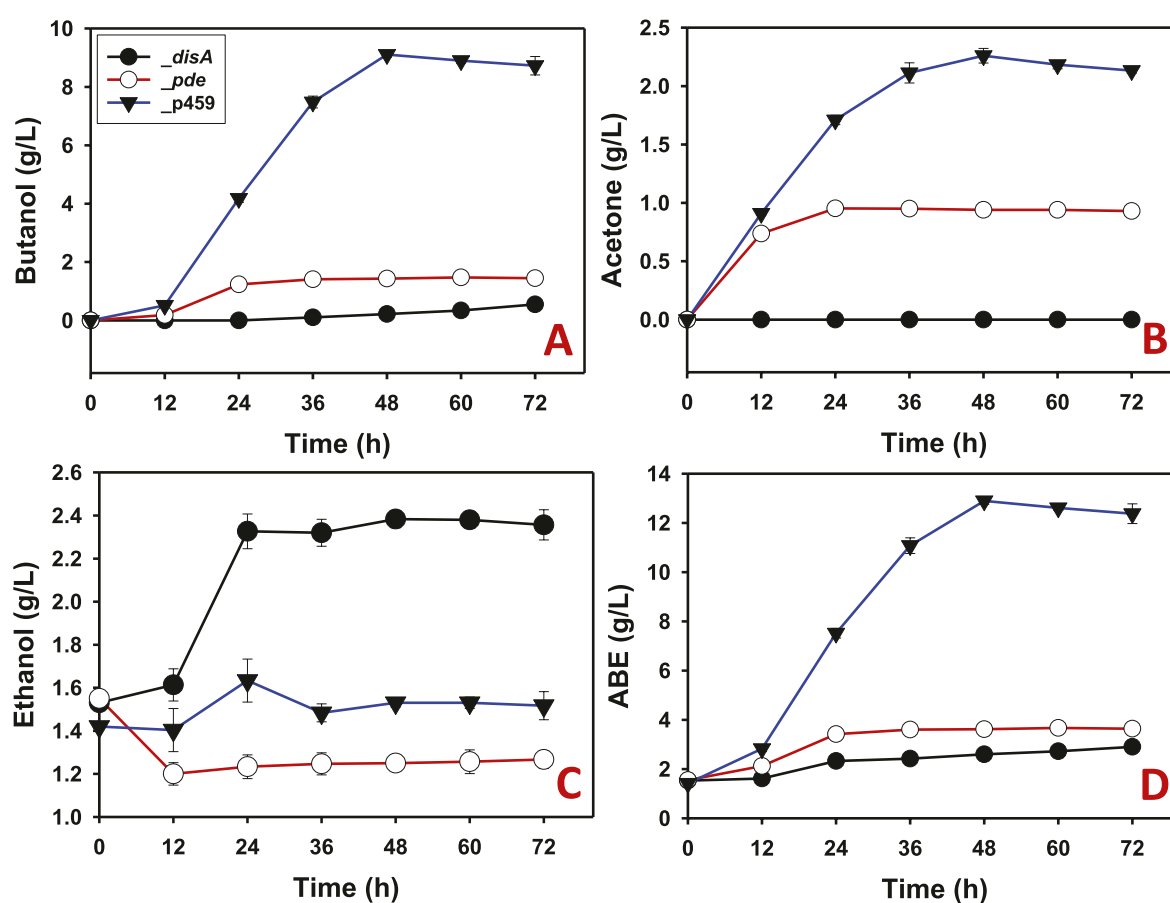 10
8
6
4
2
0
Butanol (g/L)
_disA
_pde
_p459
A
0 12 24 36 48 60 72
Time (h)
2.5
2.0
1.5
1.0
0.5
0.0
Acetone (g/L)
B
0 12 24 36 48 60 72
Time (h)
2.6
2.4
2.2
2.0
1.8
1.6
1.4
1.2
1.0
Ethanol (g/L)
C
0 12 24 36 48 60 72
Time (h)
14
12
10
8
6
4
2
0
ABE (g/L)
D
0 12 24 36 48 60 72
Time (h)